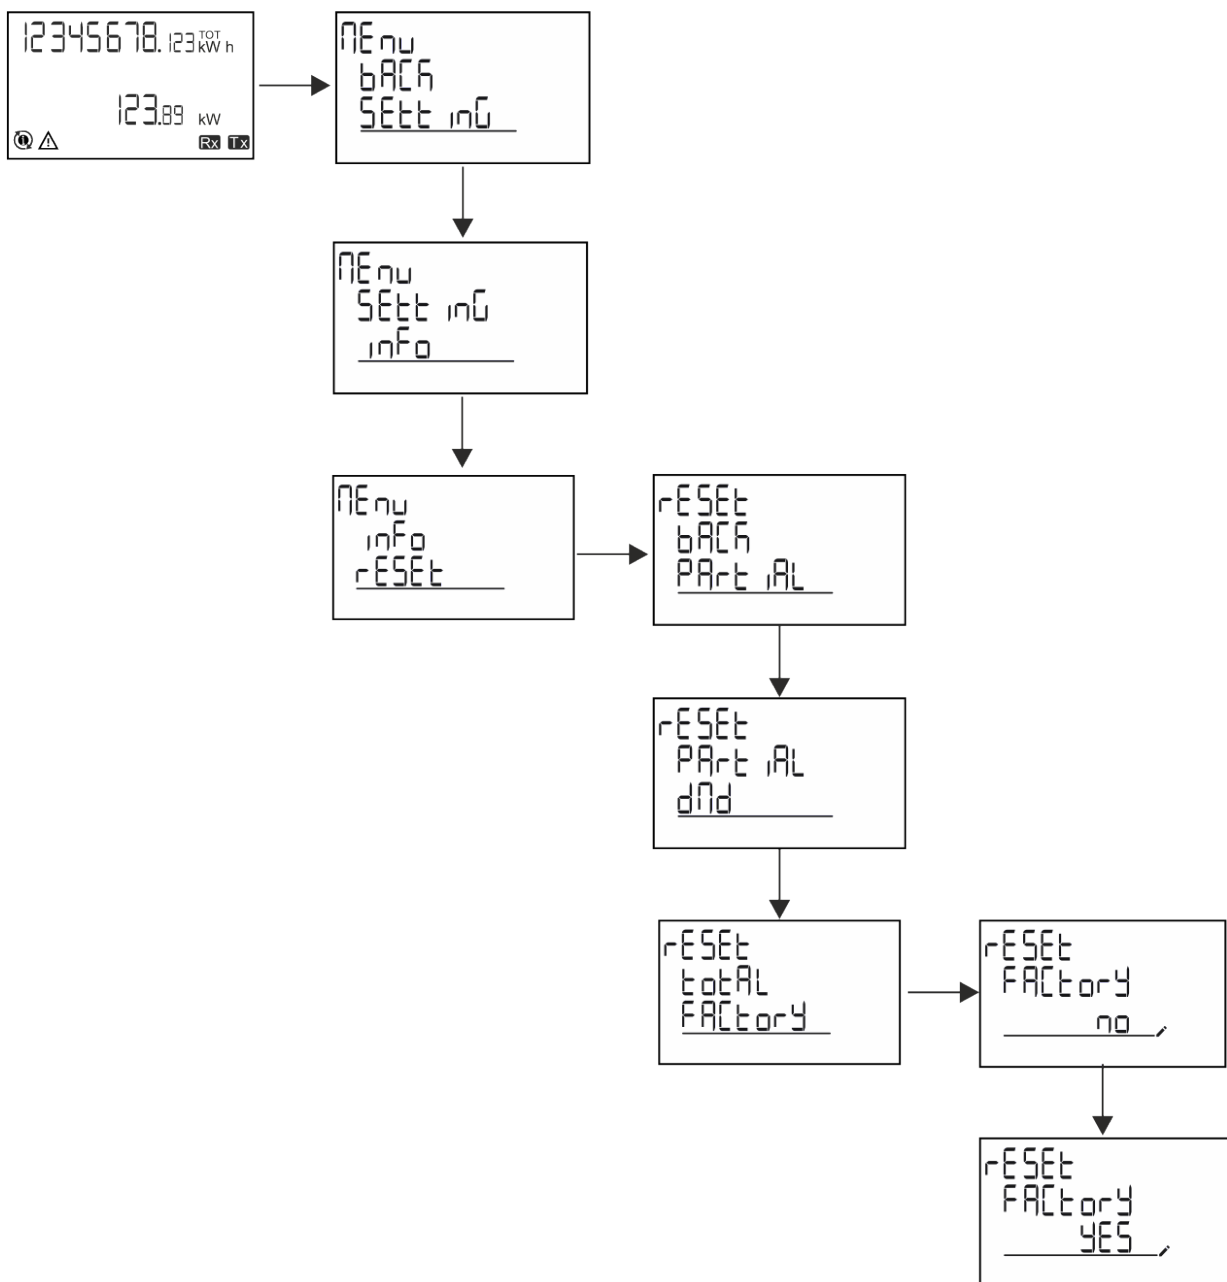 12345678.123 TOT kWh
123.89 kW
Rx Tx
MEnu
bACK
SEttinG
MEnu
SEttinG
inFo
MEnu
inFo
rESEt
rESEt
bACK
PArtiAL
rESEt
PArtiAL
dMd
rESEt
totAL
FACtory
rESEt
FACtory
no
rESEt
FACtory
yES